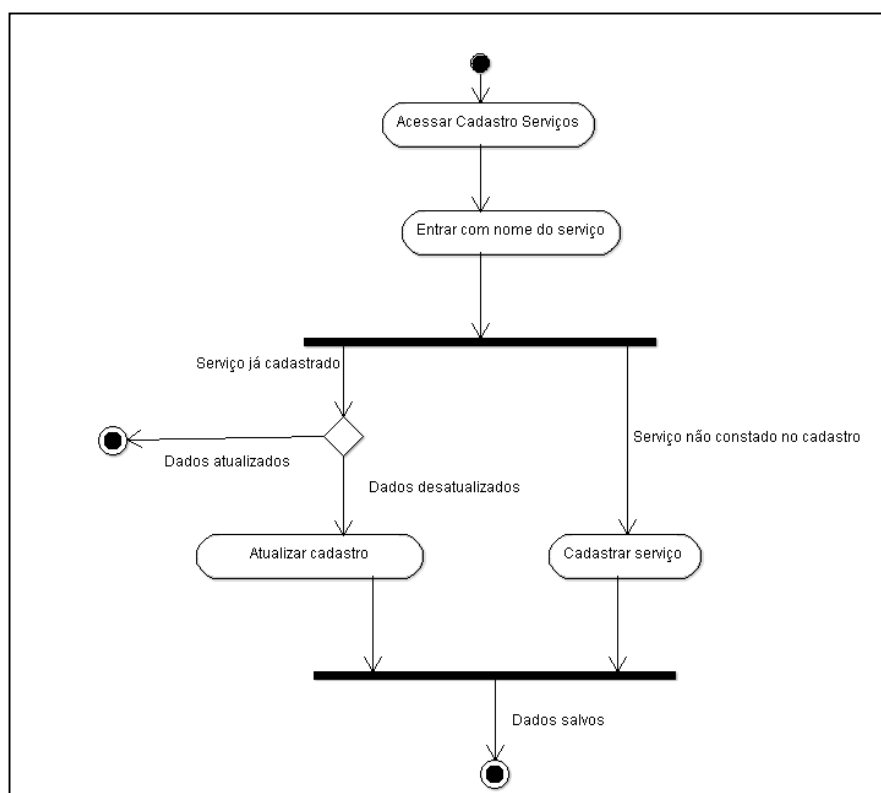 Acessar Cadastro Serviços
Entrar com nome do serviço
Serviço já cadastrado
Serviço não constado no cadastro
Dados atualizados
Dados desatualizados
Atualizar cadastro
Cadastrar serviço
Dados salvos